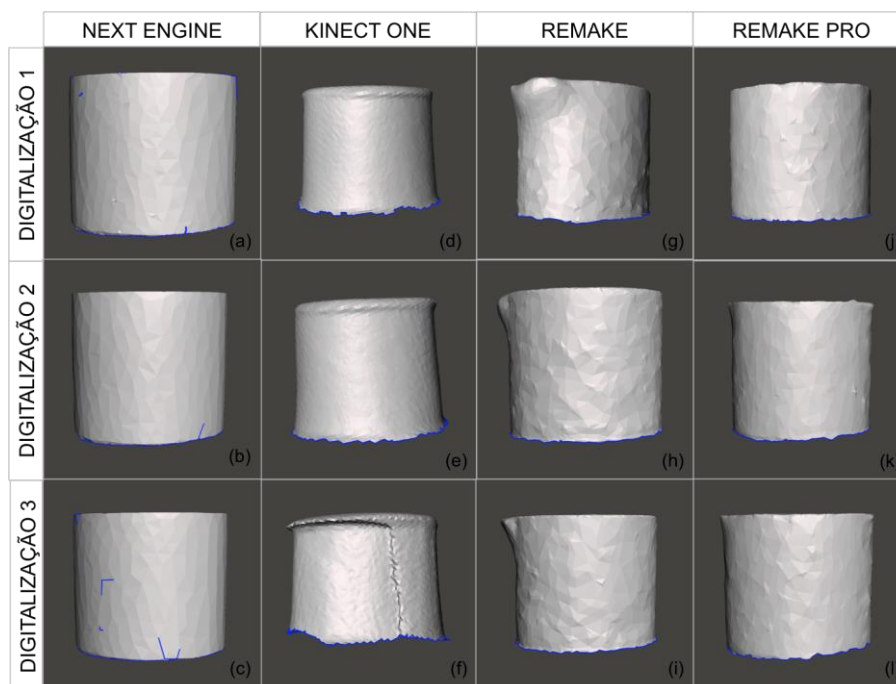 NEXT ENGINE KINECT ONE REMAKE REMAKE PRO
DIGITALIZAÇÃO 1
(a) (d) (g) (j)
DIGITALIZAÇÃO 2
(b) (e) (h) (k)
DIGITALIZAÇÃO 3
(c) (f) (i) (l)